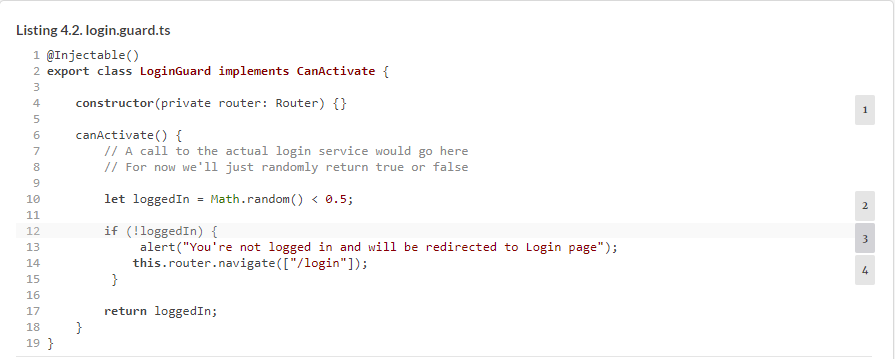 Listing 4.2. login.guard.ts
1 @Injectable()
2 export class LoginGuard implements CanActivate {
3
4     constructor(private router: Router) {}    1
5
6     canActivate() {
7         // A call to the actual login service would go here
8         // For now we'll just randomly return true or false
9
10         let loggedIn = Math.random() < 0.5;    2
11
12         if (!loggedIn) {    3
13              alert("You're not logged in and will be redirected to Login page");
14             this.router.navigate(["/login"]);    4
15          }
16
17         return loggedIn;
18     }
19 }